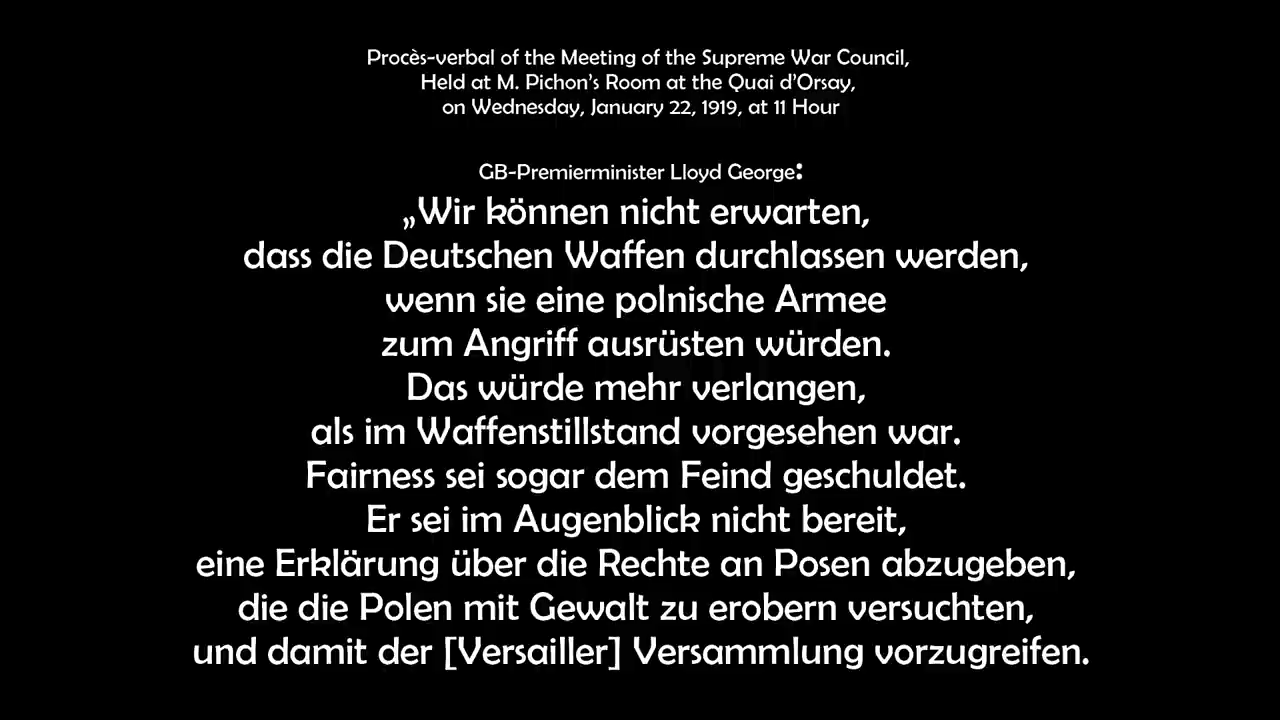 Procès-verbal of the Meeting of the Supreme War Council,
Held at M. Pichon’s Room at the Quai d’Orsay,
on Wednesday, January 22, 1919, at 11 Hour
GB-Premierminister Lloyd George:
„Wir können nicht erwarten,
dass die Deutschen Waffen durchlassen werden,
wenn sie eine polnische Armee
zum Angriff ausrüsten würden.
Das würde mehr verlangen,
als im Waffenstillstand vorgesehen war.
Fairness sei sogar dem Feind geschuldet.
Er sei im Augenblick nicht bereit,
eine Erklärung über die Rechte an Posen abzugeben,
die die Polen mit Gewalt zu erobern versuchten,
und damit der [Versailler] Versammlung vorzugreifen.